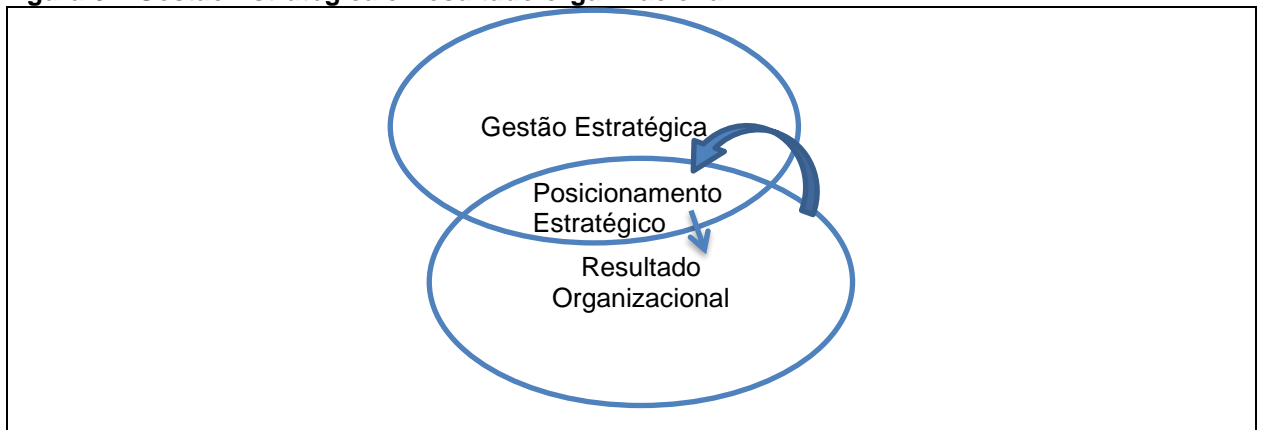 Gestão Estratégica
Posicionamento
Estratégico
Resultado
Organizacional